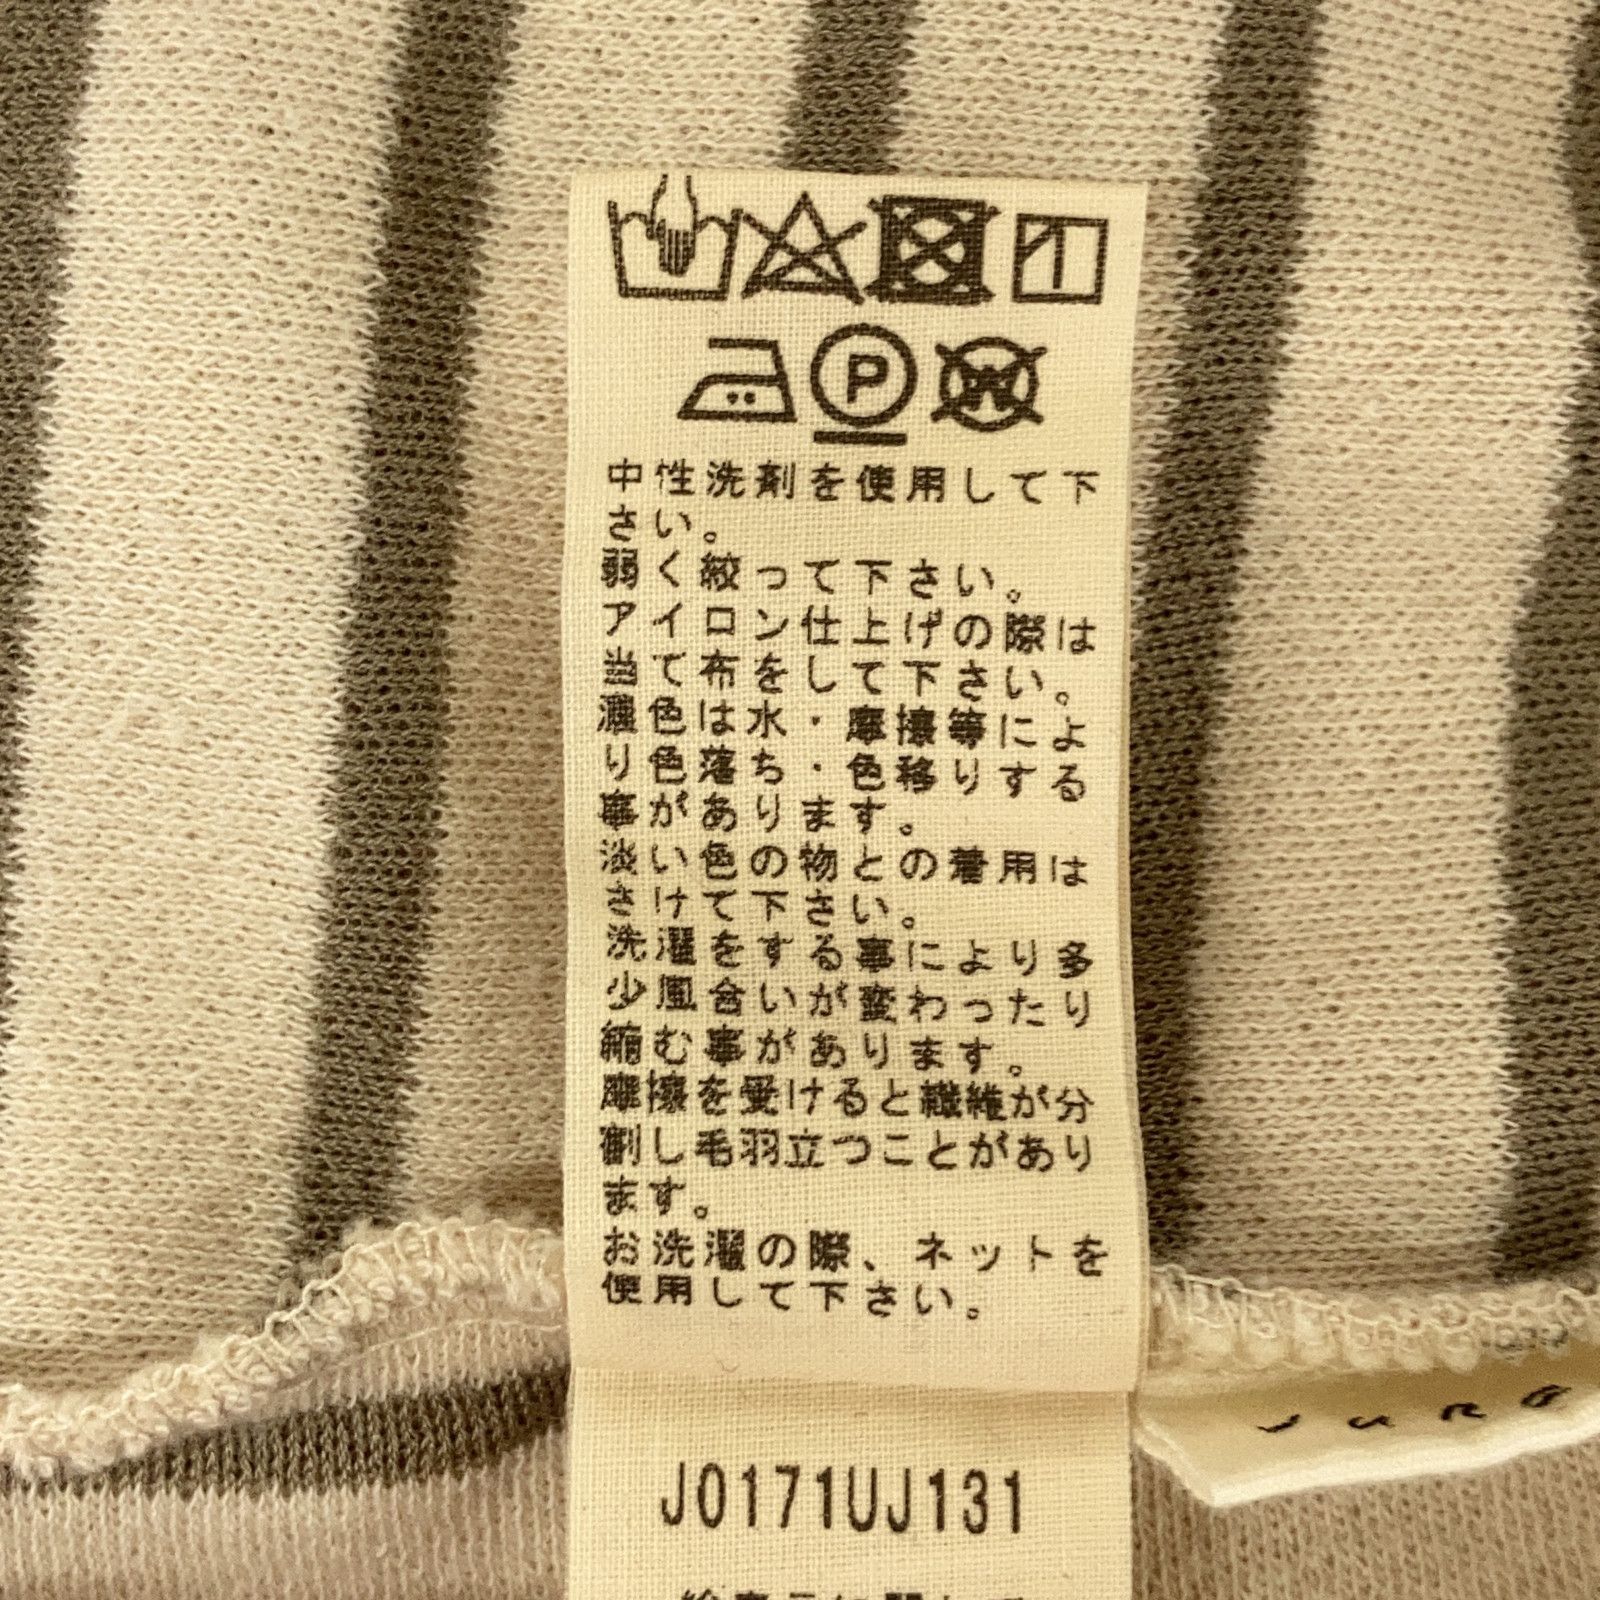 P
W
中性洗剤を使用して下
さい。
弱く絞って下さい。
アイロン仕上げの際は
当て布をして下さい。
濃色は水・摩擦等によ
り色落ち・色移りする
事があります。
淡い色の物との着用は
さけて下さい。
洗濯をする事により多
少風合いが変わったり
縮む事があります。
摩擦を受けると繊維が分
割し毛羽立つことがあり
ます。
お洗濯の際、ネットを
使用して下さい。
J0171UJ131